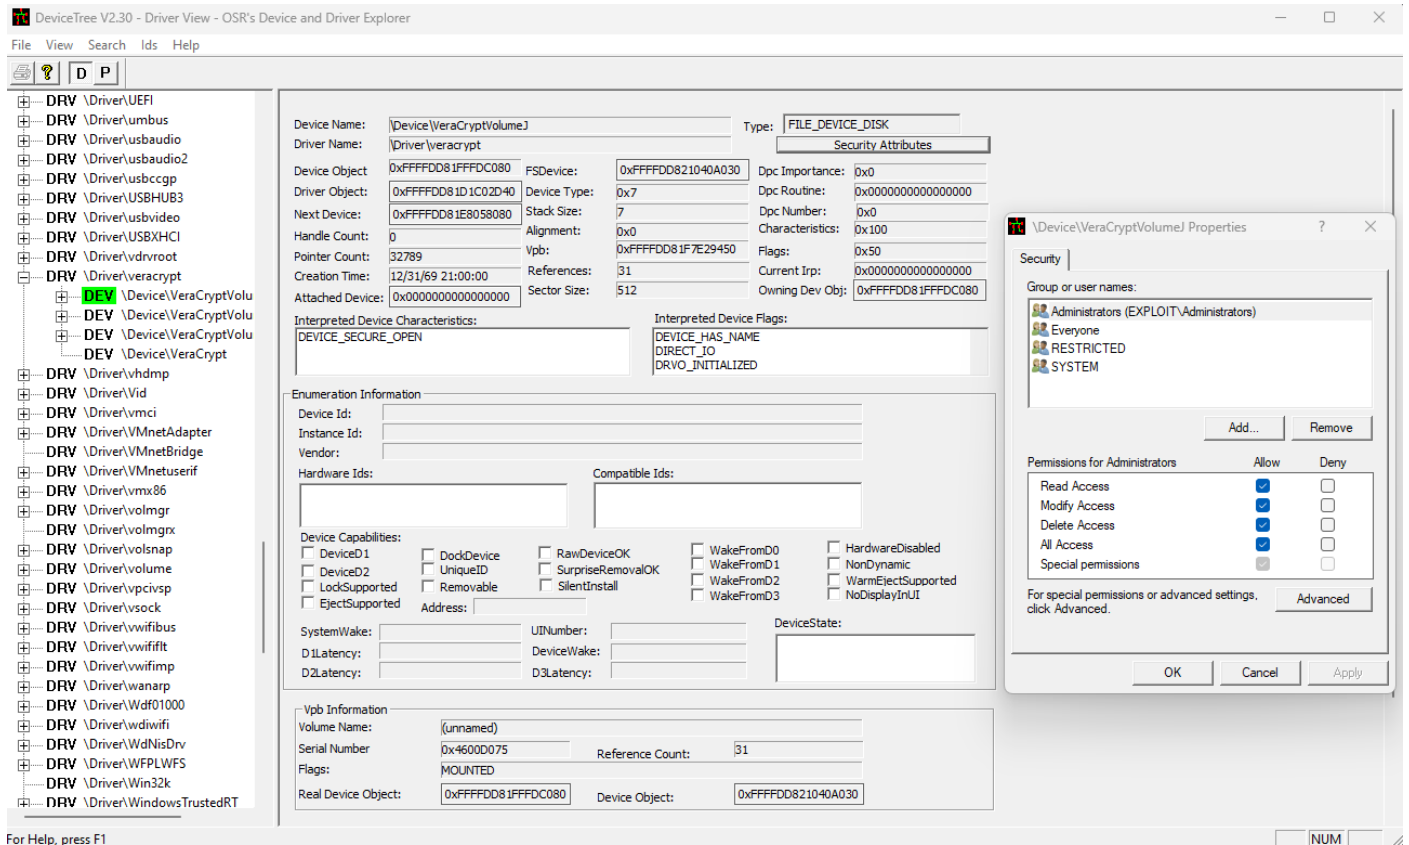 DeviceTree V2.30 - Driver View - OSR's Device and Driver Explorer
File View Search Ids Help
D P
DRV \Driver\UEFI
DRV \Driver\umbus
DRV \Driver\usbaudio
DRV \Driver\usbaudio2
DRV \Driver\usbccgp
DRV \Driver\USBHUB3
DRV \Driver\usbvideo
DRV \Driver\USBXHCI
DRV \Driver\vdrvroot
DRV \Driver\veracrypt
DEV \Device\VeraCryptVolu
DEV \Device\VeraCryptVolu
DEV \Device\VeraCryptVolu
DEV \Device\VeraCrypt
DRV \Driver\vhdmp
DRV \Driver\Vid
DRV \Driver\vmci
DRV \Driver\VMnetAdapter
DRV \Driver\VMnetBridge
DRV \Driver\VMnetuserif
DRV \Driver\vmx86
DRV \Driver\volmgr
DRV \Driver\volmgrx
DRV \Driver\volsnap
DRV \Driver\volume
DRV \Driver\vpcivsp
DRV \Driver\vsock
DRV \Driver\vwifibus
DRV \Driver\vwififlt
DRV \Driver\vwifimp
DRV \Driver\wanarp
DRV \Driver\Wdf01000
DRV \Driver\wdiwifi
DRV \Driver\WdNisDrv
DRV \Driver\WFPLWFS
DRV \Driver\Win32k
DRV \Driver\WindowsTrustedRT
Device Name: \Device\VeraCryptVolumeJ Type: FILE_DEVICE_DISK
Driver Name: \Driver\veracrypt Security Attributes
Device Object 0xFFFFDD81FFFDC080 FSDevice: 0xFFFFDD821040A030 Dpc Importance: 0x0
Driver Object: 0xFFFFDD81D1C02D40 Device Type: 0x7 Dpc Routine: 0x0000000000000000
Next Device: 0xFFFFDD81E8058080 Stack Size: 7 Dpc Number: 0x0
Handle Count: 0 Alignment: 0x0 Characteristics: 0x100
Pointer Count: 32789 Vpb: 0xFFFFDD81F7E29450 Flags: 0x50
Creation Time: 12/31/69 21:00:00 References: 31 Current Irp: 0x0000000000000000
Attached Device: 0x0000000000000000 Sector Size: 512 Owning Dev Obj: 0xFFFFDD81FFFDC080
Interpreted Device Characteristics: Interpreted Device Flags:
DEVICE_SECURE_OPEN DEVICE_HAS_NAME
DIRECT_IO
DRVO_INITIALIZED
Enumeration Information
Device Id:
Instance Id:
Vendor:
Hardware Ids: Compatible Ids:
Device Capabilities:
DeviceD1 DockDevice RawDeviceOK WakeFromD0 HardwareDisabled
DeviceD2 UniqueID SurpriseRemovalOK WakeFromD1 NonDynamic
LockSupported Removable SilentInstall WakeFromD2 WarmEjectSupported
EjectSupported Address: WakeFromD3 NoDisplayInUI
SystemWake: UINumber: DeviceState:
D1Latency: DeviceWake:
D2Latency: D3Latency:
Vpb Information
Volume Name: (unnamed)
Serial Number 0x4600D075 Reference Count: 31
Flags: MOUNTED
Real Device Object: 0xFFFFDD81FFFDC080 Device Object: 0xFFFFDD821040A030
\Device\VeraCryptVolumeJ Properties ?
Security
Group or user names:
Administrators (EXPLOIT\Administrators)
Everyone
RESTRICTED
SYSTEM
Add... Remove
Permissions for Administrators Allow Deny
Read Access
Modify Access
Delete Access
All Access
Special permissions
For special permissions or advanced settings,
click Advanced.
Advanced
OK Cancel Apply
For Help, press F1 NUM